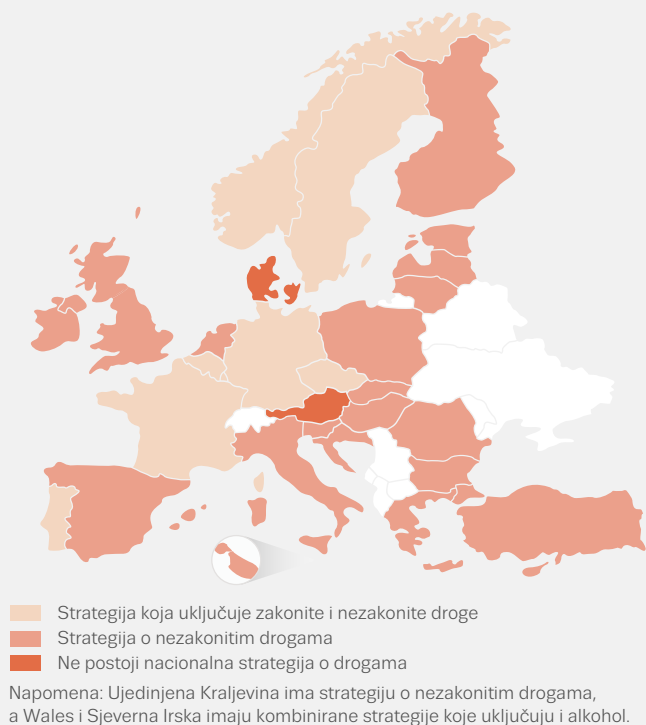 Strategija koja uključuje zakonite i nezakonite droge
Strategija o nezakonitim drogama
Ne postoji nacionalna strategija o drogama
Napomena: Ujedinjena Kraljevina ima strategiju o nezakonitim drogama,
a Wales i Sjeverna Irska imaju kombinirane strategije koje uključuju i alkohol.